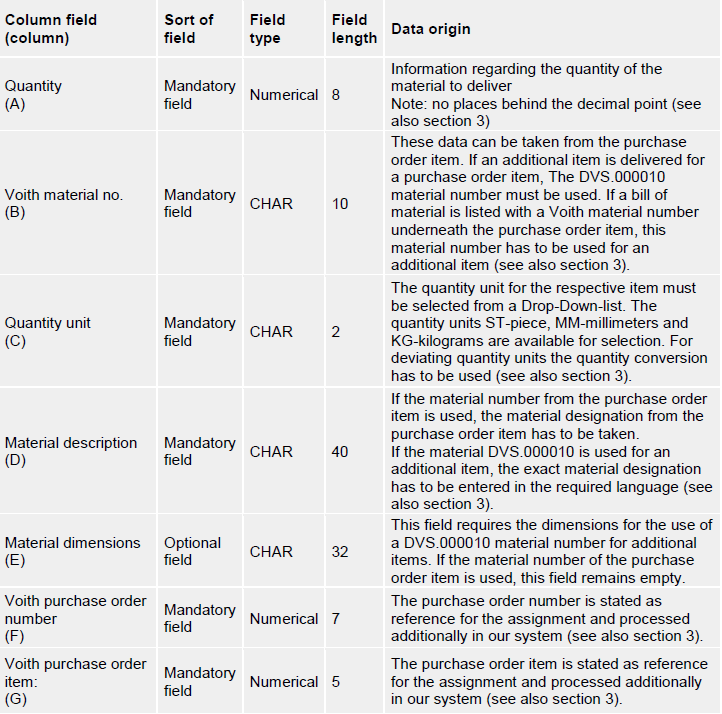 Column field
(column)
Sort of
field
Field
type
Field
length
Data origin
Quantity
(A)
Mandatory
field
Numerical
8
Information regarding the quantity of the
material to deliver
Note: no places behind the decimal point (see
also section 3)
Voith material no.
(B)
Mandatory
field
CHAR
10
These data can be taken from the purchase
order item. If an additional item is delivered for
a purchase order item, The DVS.000010
material number must be used. If a bill of
material is listed with a Voith material number
underneath the purchase order item, this
material number has to be used for an
additional item (see also section 3).
Quantity unit
(C)
Mandatory
field
CHAR
2
The quantity unit for the respective item must
be selected from a Drop-Down-list. The
quantity units ST-piece, MM-millimeters and
KG-kilograms are available for selection. For
deviating quantity units the quantity conversion
has to be used (see also section 3).
Material description
(D)
Mandatory
field
CHAR
40
If the material number from the purchase order
item is used, the material designation from the
purchase order item has to be taken.
If the material DVS.000010 is used for an
additional item, the exact material designation
has to be entered in the required language (see
also section 3).
Material dimensions
(E)
Optional
field
CHAR
32
This field requires the dimensions for the use of
a DVS.000010 material number for additional
items. If the material number of the purchase
order item is used, this field remains empty.
Voith purchase order
number
(F)
Mandatory
field
Numerical
7
The purchase order number is stated as
reference for the assignment and processed
additionally in our system (see also section 3).
Voith purchase order
item:
(G)
Mandatory
field
Numerical
5
The purchase order item is stated as reference
for the assignment and processed additionally
in our system (see also section 3).